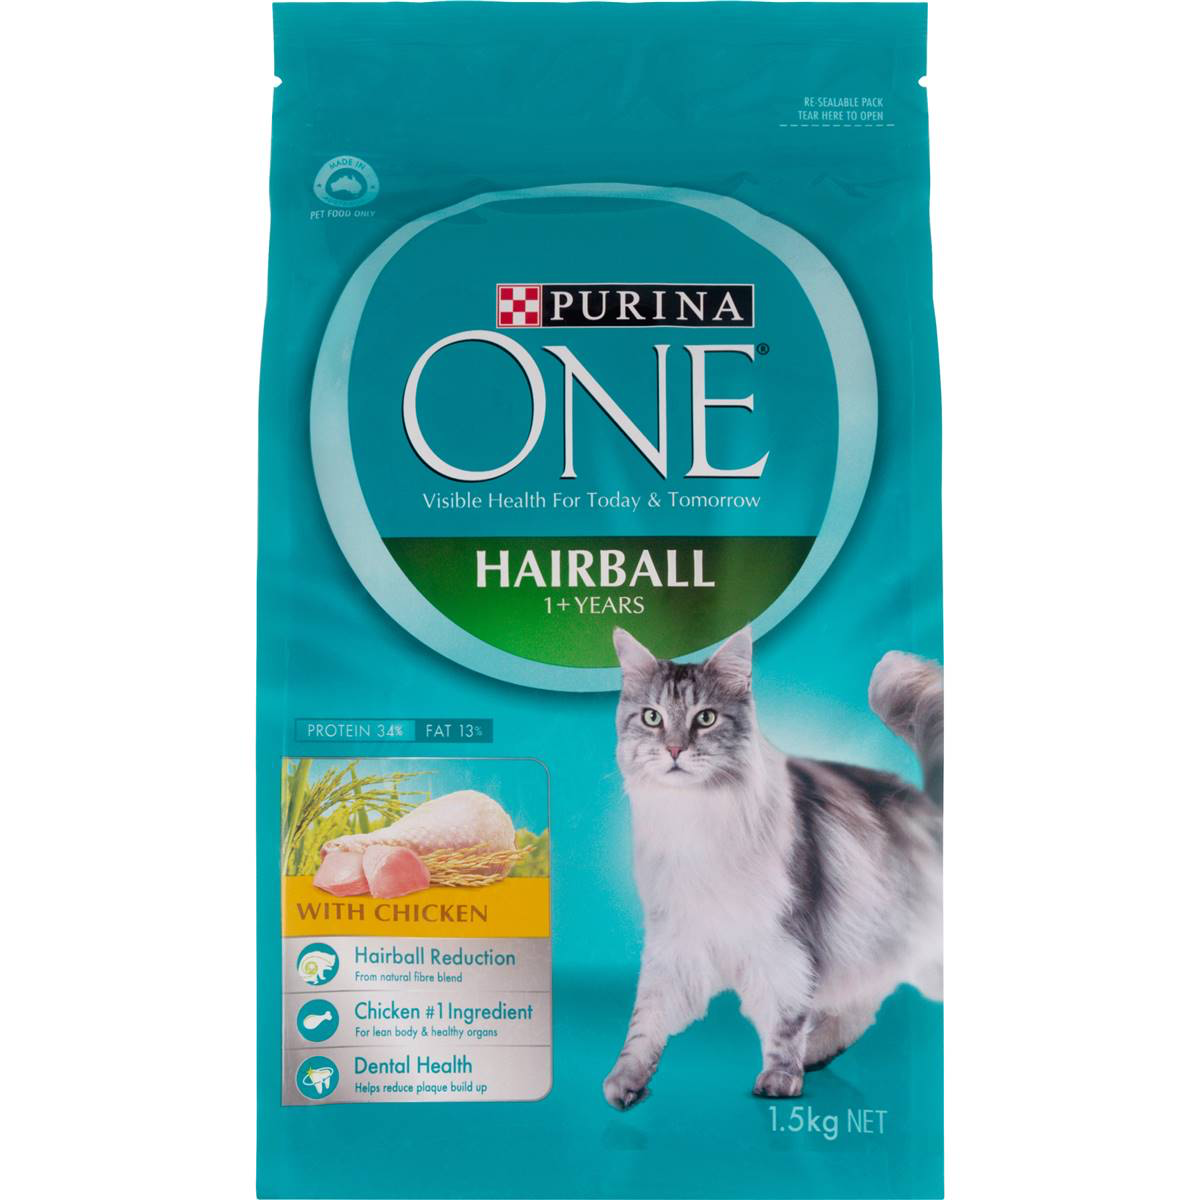 RE-SEALABLE PACK
TEAR HERE TO OPEN
MADE IN
AUSTRALIA
PET FOOD ONLY
PURINA
ONE®
Visible Health For Today & Tomorrow
HAIRBALL
1+ YEARS
PROTEIN 34% FAT 13%
WITH CHICKEN
Hairball Reduction
From natural fibre blend
Chicken #1 Ingredient
For lean body & healthy organs
Dental Health
Helps reduce plaque build up
1.5kg NET